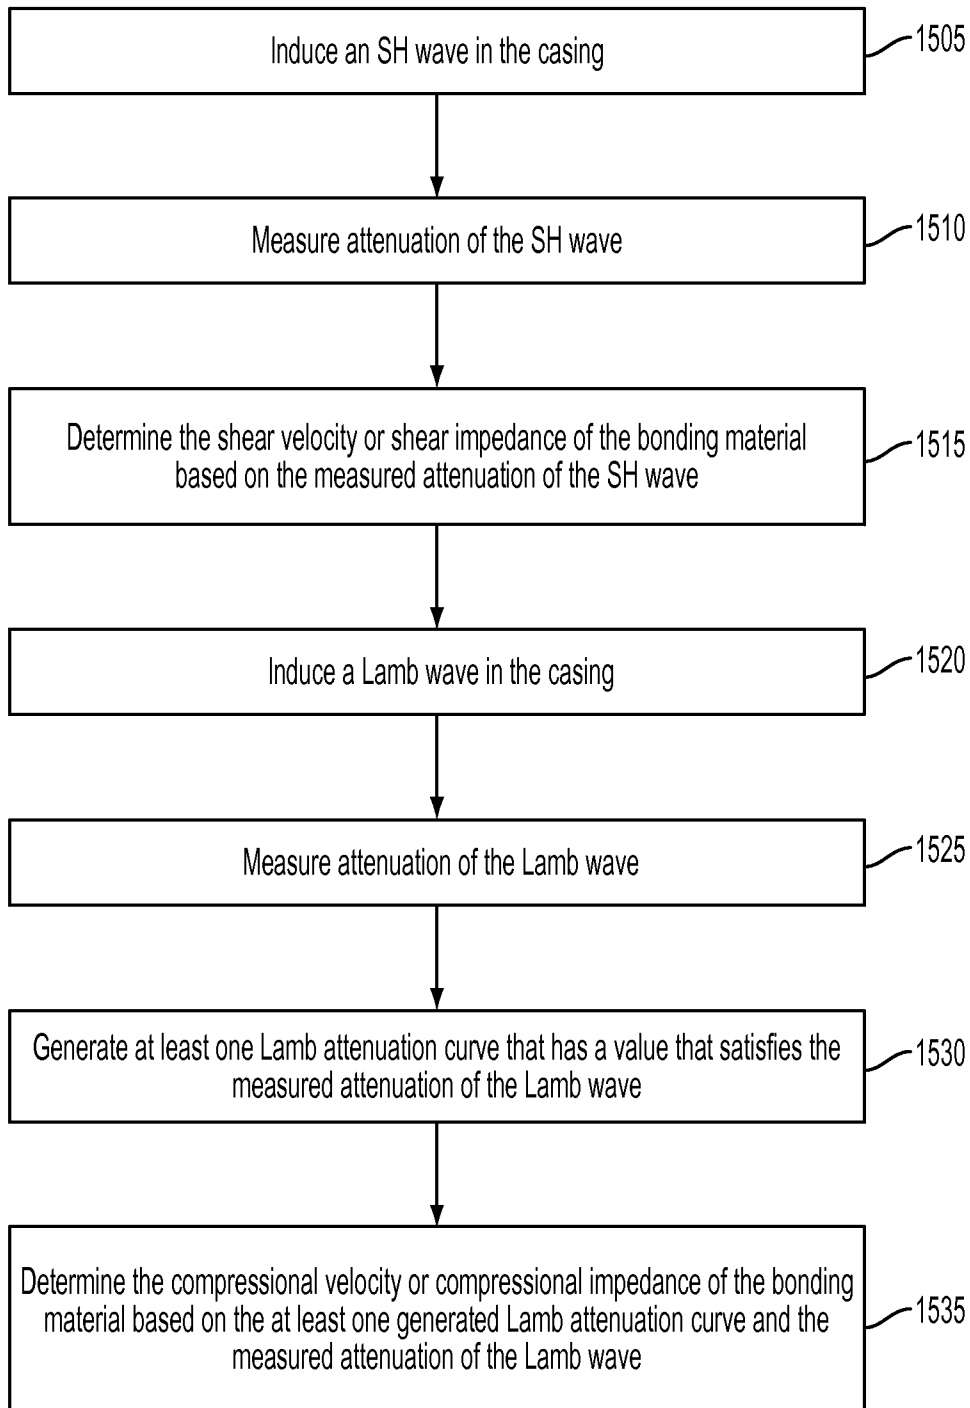 Induce an SH wave in the casing
1505
Measure attenuation of the SH wave
1510
Determine the shear velocity or shear impedance of the bonding material
based on the measured attenuation of the SH wave
1515
Induce a Lamb wave in the casing
1520
Measure attenuation of the Lamb wave
1525
Generate at least one Lamb attenuation curve that has a value that satisfies the
measured attenuation of the Lamb wave
1530
Determine the compressional velocity or compressional impedance of the bonding
material based on the at least one generated Lamb attenuation curve and the
measured attenuation of the Lamb wave
1535